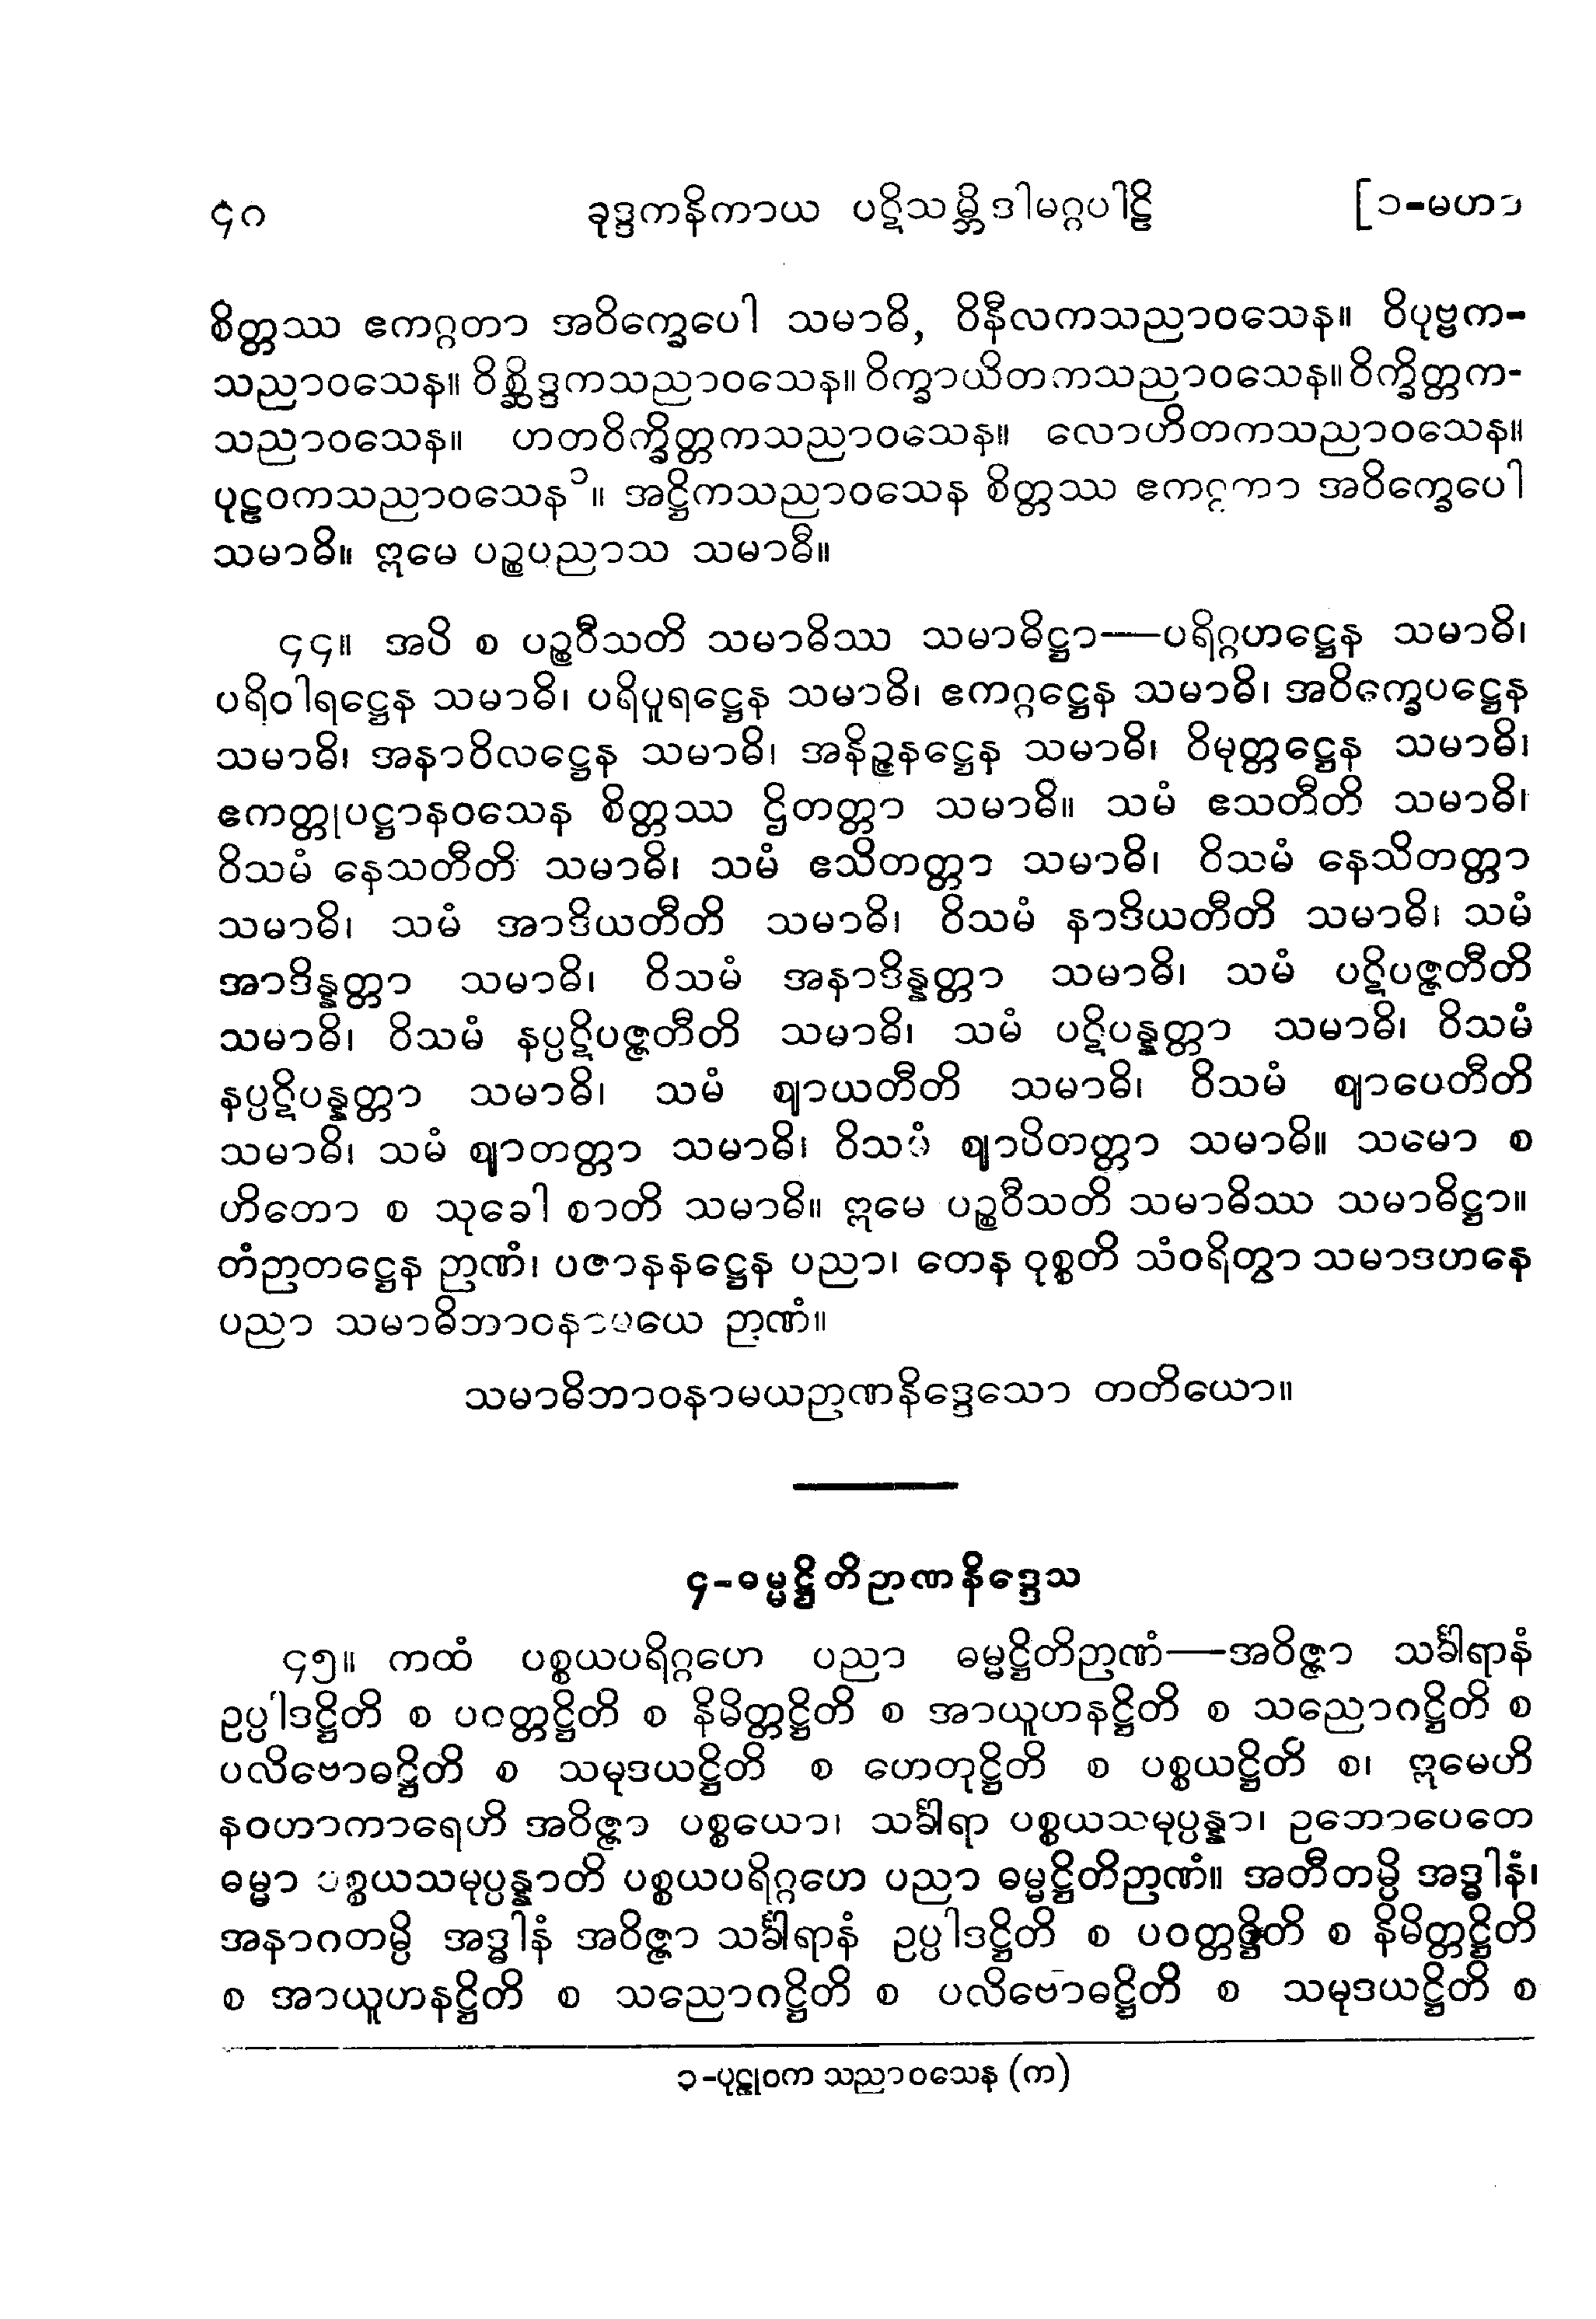 ၄၈ ခုဒ္ဒကနိကာယ ပဋိသမ္ဘိဒါမဂ္ဂပါဠိ [၁-မဟာ
စိတ္တဿ ဧကဂ္ဂတာ အဝိက္ခေပေါ သမာဓိ, ဝိနီလကသညာဝသေန။ ဝိပုဗ္ဗက-
သညာဝသေန။ ဝိစ္ဆိဒ္ဒကသညာဝသေန။ ဝိက္ခာယိတကသညာဝသေန။ ဝိက္ခိတ္တက-
သညာဝသေန။ ဟတဝိက္ခိတ္တကသညာဝသေန။ လောဟိတကသညာဝသေန။
ပုဠဝကသညာဝသေန၁။ အဋ္ဌိကသညာဝသေန စိတ္တဿ ဧကဂ္ဂတာ အဝိက္ခေပေါ
သမာဓိ။ ဣမေ ပဉ္စပညာသ သမာဓီ။
၄၄။ အပိ စ ပဉ္စဝီသတိ သမာဓိဿ သမာဓိဋ္ဌာ—ပရိဂ္ဂဟဋ္ဌေန သမာဓိ၊
ပရိဝါရဋ္ဌေန သမာဓိ၊ ပရိပူရဋ္ဌေန သမာဓိ၊ ဧကဂ္ဂဋ္ဌေန သမာဓိ၊ အဝိက္ခေပဋ္ဌေန
သမာဓိ၊ အနာဝိလဋ္ဌေန သမာဓိ၊ အနိဉ္ဇနဋ္ဌေန သမာဓိ၊ ဝိမုတ္တဋ္ဌေန သမာဓိ၊
ဧကတ္တုပဋ္ဌာနဝသေန စိတ္တဿ ဌိတတ္တာ သမာဓိ။ သမံ ဧသတီတိ သမာဓိ၊
ဝိသမံ နေသတီတိ သမာဓိ၊ သမံ ဧသိတတ္တာ သမာဓိ၊ ဝိသမံ နေသိတတ္တာ
သမာဓိ၊ သမံ အာဒိယတီတိ သမာဓိ၊ ဝိသမံ နာဒိယတီတိ သမာဓိ၊ သမံ
အာဒိန္နတ္တာ သမာဓိ၊ ဝိသမံ အနာဒိန္နတ္တာ သမာဓိ၊ သမံ ပဋိပဇ္ဇတီတိ
သမာဓိ၊ ဝိသမံ နပ္ပဋိပဇ္ဇတီတိ သမာဓိ၊ သမံ ပဋိပန္နတ္တာ သမာဓိ၊ ဝိသမံ
နပ္ပဋိပန္နတ္တာ သမာဓိ၊ သမံ ဈာယတီတိ သမာဓိ၊ ဝိသမံ ဈာပေတီတိ
သမာဓိ၊ သမံ ဈာတတ္တာ သမာဓိ၊ ဝိသမံ ဈာပိတတ္တာ သမာဓိ။ သမော စ
ဟိတော စ သုခေါ စာတိ သမာဓိ။ ဣမေ ပဉ္စဝီသတိ သမာဓိဿ သမာဓိဋ္ဌာ။
တံဉာတဋ္ဌေန ဉာဏံ၊ ပဇာနနဋ္ဌေန ပညာ၊ တေန ဝုစ္စတိ သံဝရိတွာ သမာဒဟနေ
ပညာ သမာဓိဘာဝနာမယေ ဉာဏံ။
သမာဓိဘာဝနာမယဉာဏနိဒ္ဒေသော တတိယော။
၄-ဓမ္မဋ္ဌိတိဉာဏနိဒ္ဒေသ
၄၅။ ကထံ ပစ္စယပရိဂ္ဂဟေ ပညာ ဓမ္မဋ္ဌိတိဉာဏံ—အဝိဇ္ဇာ သင်္ခါရာနံ
ဥပ္ပါဒဋ္ဌိတိ စ ပဝတ္တဋ္ဌိတိ စ နိမိတ္တဋ္ဌိတိ စ အာယူဟနဋ္ဌိတိ စ သညောဂဋ္ဌိတိ စ
ပလိဗောဓဋ္ဌိတိ စ သမုဒယဋ္ဌိတိ စ ဟေတုဋ္ဌိတိ စ ပစ္စယဋ္ဌိတိ စ၊ ဣမေဟိ
နဝဟာကာရေဟိ အဝိဇ္ဇာ ပစ္စယော၊ သင်္ခါရာ ပစ္စယသမုပ္ပန္နာ၊ ဥဘောပေတေ
ဓမ္မာ ပစ္စယသမုပ္ပန္နာတိ ပစ္စယပရိဂ္ဂဟေ ပညာ ဓမ္မဋ္ဌိတိဉာဏံ။ အတီတမ္ပိ အဒ္ဓါနံ၊
အနာဂတမ္ပိ အဒ္ဓါနံ အဝိဇ္ဇာ သင်္ခါရာနံ ဥပ္ပါဒဋ္ဌိတိ စ ပဝတ္တဋ္ဌိတိ စ နိမိတ္တဋ္ဌိတိ
စ အာယူဟနဋ္ဌိတိ စ သညောဂဋ္ဌိတိ စ ပလိဗောဓဋ္ဌိတိ စ သမုဒယဋ္ဌိတိ စ
၁-ပုဠုဝက သညာဝသေန (က)